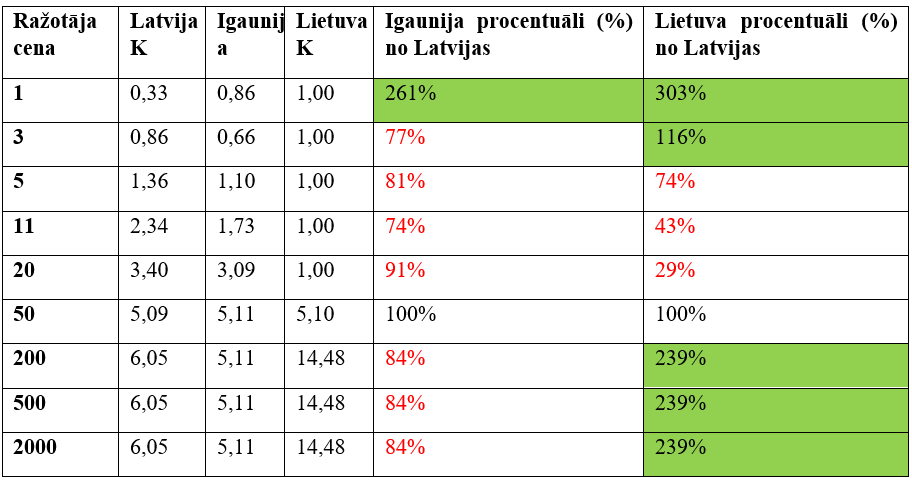 Ražotāja cena | Latvija K | Igaunija | Lietuva K | Igaunija procentuāli (%) no Latvijas | Lietuva procentuāli (%) no Latvijas
1 | 0,33 | 0,86 | 1,00 | 261% | 303%
3 | 0,86 | 0,66 | 1,00 | 77% | 116%
5 | 1,36 | 1,10 | 1,00 | 81% | 74%
11 | 2,34 | 1,73 | 1,00 | 74% | 43%
20 | 3,40 | 3,09 | 1,00 | 91% | 29%
50 | 5,09 | 5,11 | 5,10 | 100% | 100%
200 | 6,05 | 5,11 | 14,48 | 84% | 239%
500 | 6,05 | 5,11 | 14,48 | 84% | 239%
2000 | 6,05 | 5,11 | 14,48 | 84% | 239%